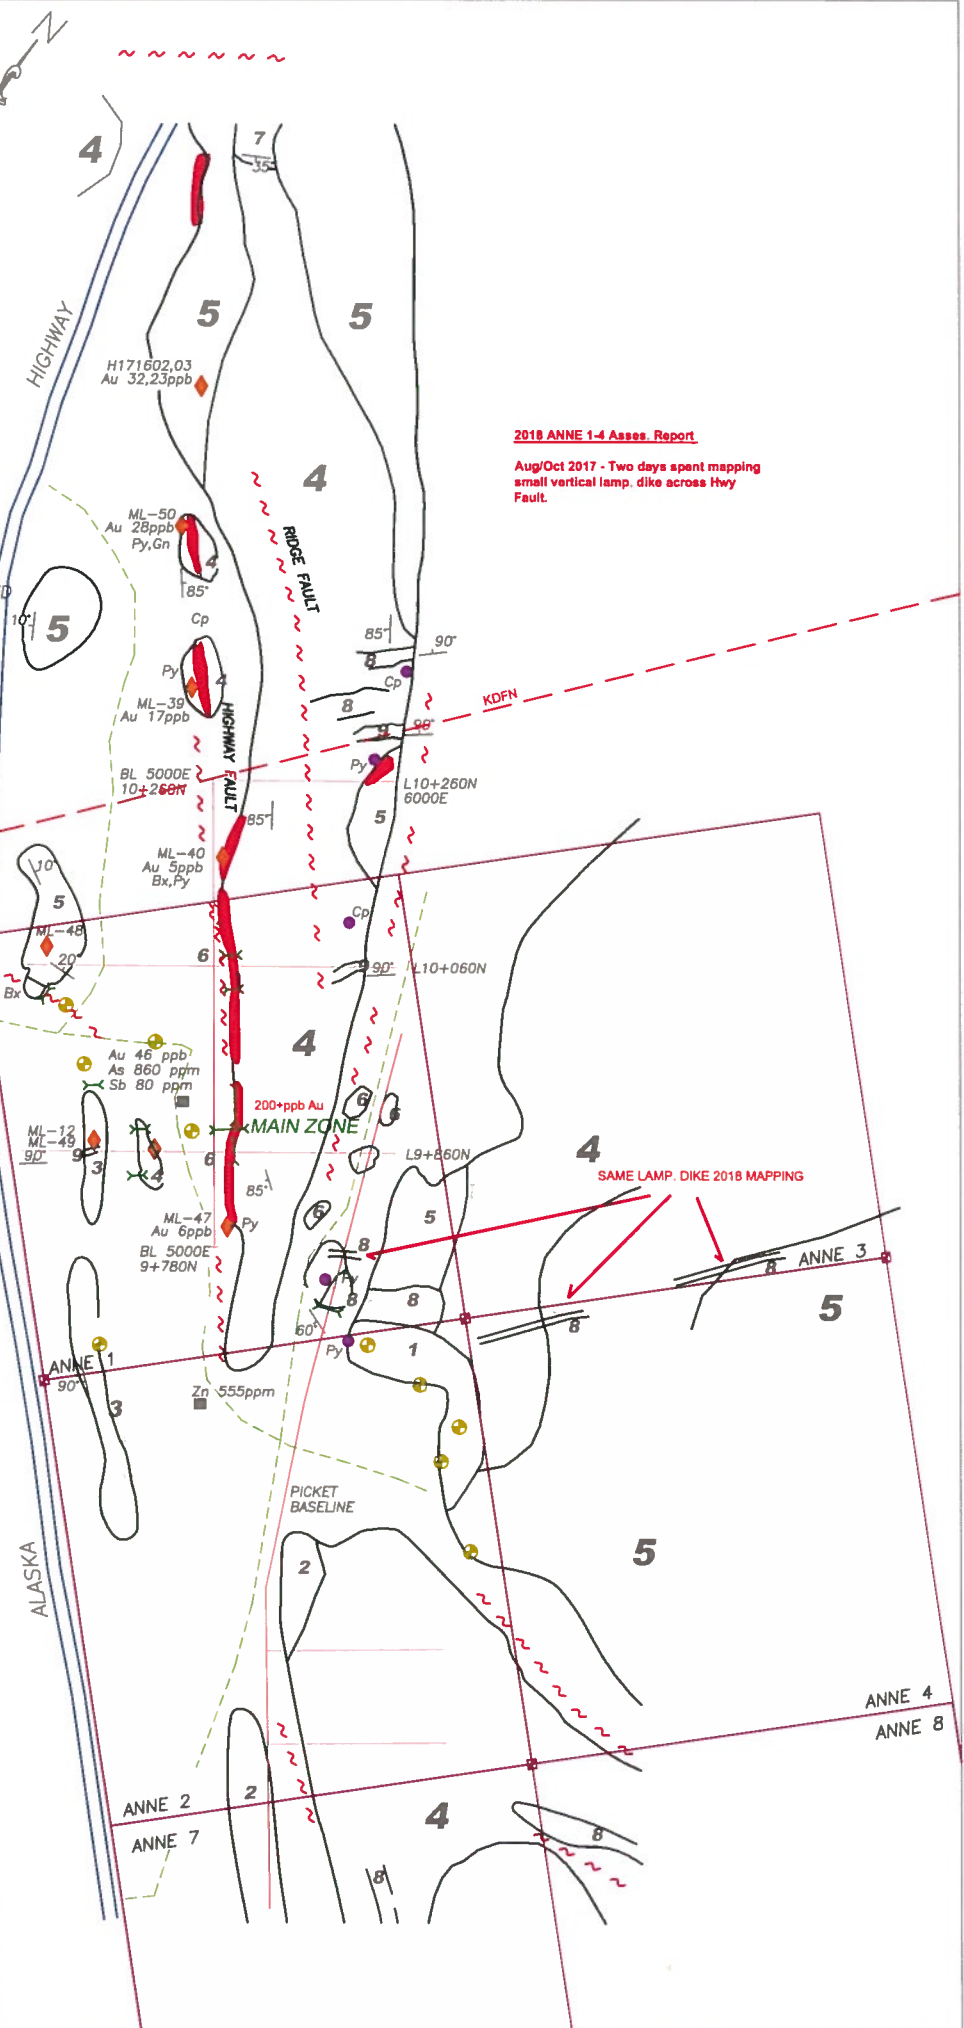 N
4
7
35
HIGHWAY
5
5
H171602,03
Au 32,23ppb
2018 ANNE 1-4 Asses. Report
Aug/Oct 2017 - Two days spent mapping
small vertical lamp. dike across Hwy
Fault.
4
ML-50
Au 28ppb
Py,Gn
4
85°
RIDGE FAULT
Cp
10°
5
85°
90°
8
Cp
Py
4
ML-39
Au 17ppb
8
KDFN
HIGHWAY FAULT
9
90°
Py
BL 5000E
10+260N
L10+260N
6000E
85°
5
ML-40
Au 5ppb
Bx,Py
10°
5
Cp
ML-48
20°
6
9
90°
L10+060N
Bx
4
Au 46 ppb
As 860 ppm
Sb 80 ppm
200+ppb Au
6
6
MAIN ZONE
ML-12
ML-49
90°
9
3
4
6
L9+860N
4
SAME LAMP. DIKE 2018 MAPPING
85°
ML-47
Au 6ppb
Py
6
5
BL 5000E
9+780N
8
8
ANNE 3
Py
8
8
5
60°
8
Py
1
ANNE 1
90°
Zn 555ppm
3
PICKET
BASELINE
ALASKA
5
2
ANNE 4
ANNE 8
2
ANNE 2
ANNE 7
4
8
8